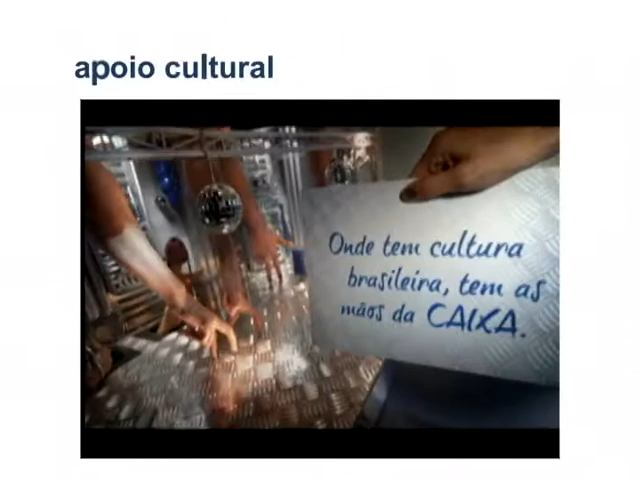 apoio cultural
Onde tem cultura
brasileira, tem as
mãos da CAIXA.